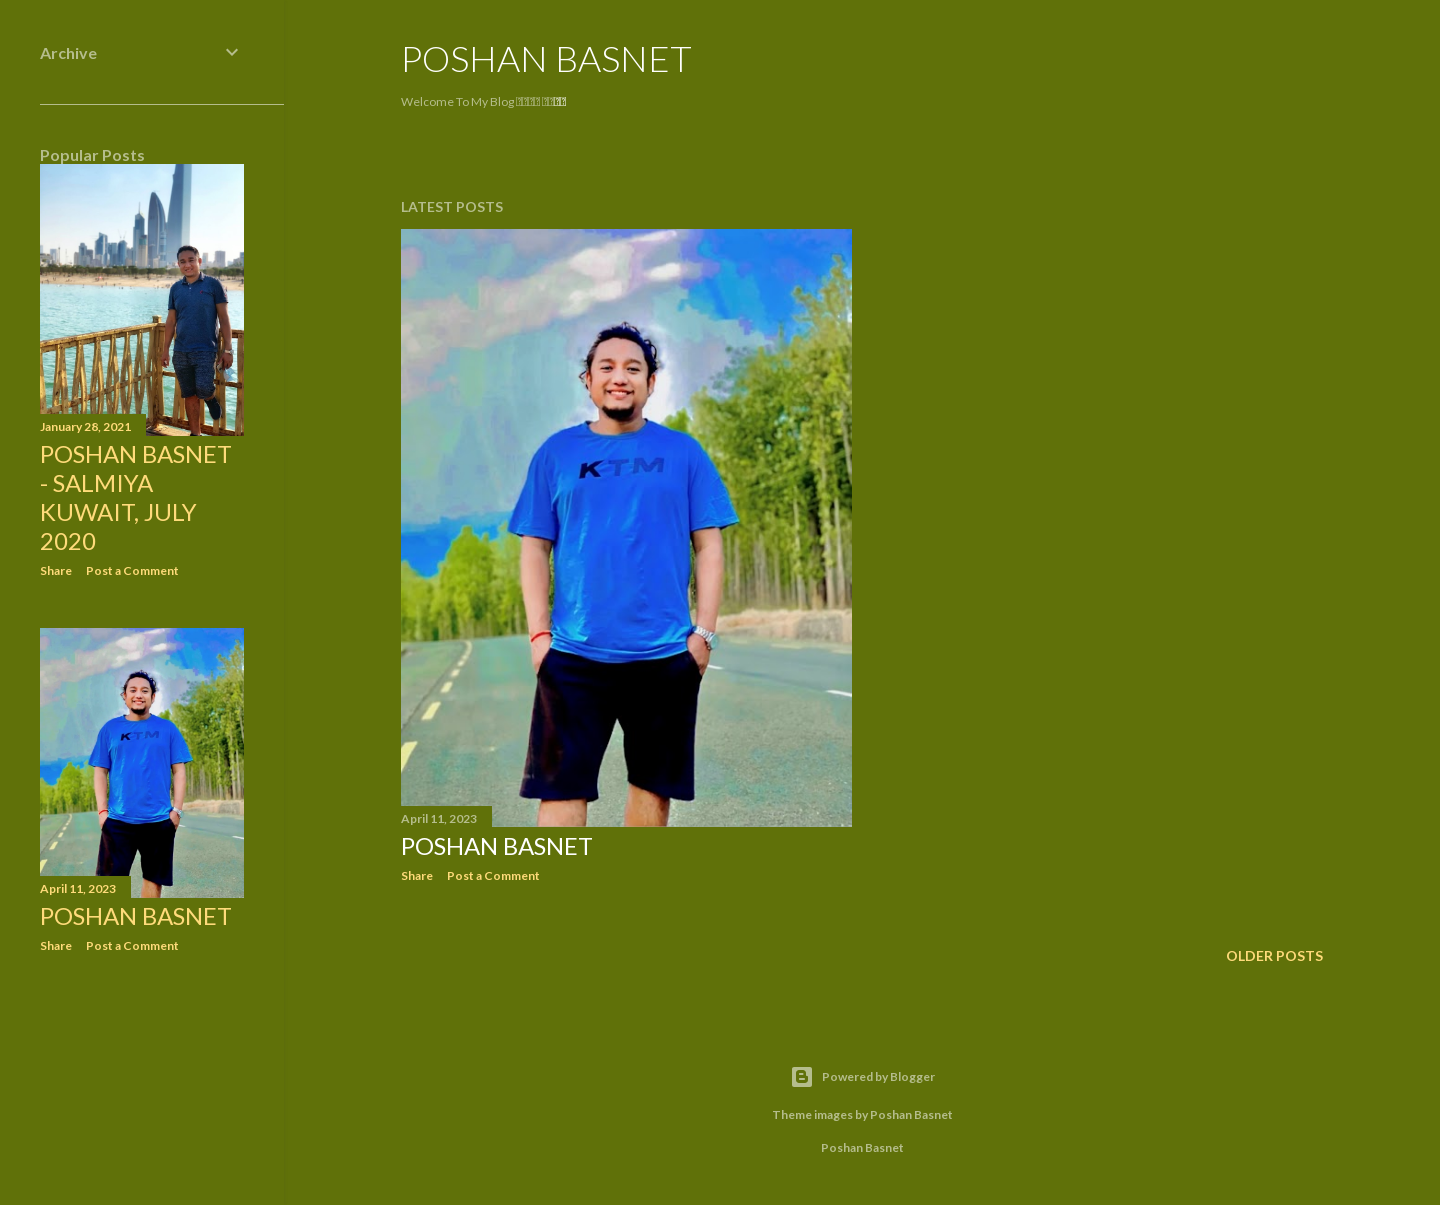 Archive
Popular Posts
January 28, 2021
POSHAN BASNET
- SALMIYA
KUWAIT, JULY
2020
Share Post a Comment
April 11, 2023
POSHAN BASNET
Share Post a Comment
POSHAN BASNET
Welcome To My Blog
LATEST POSTS
KTM
April 11, 2023
POSHAN BASNET
Share Post a Comment
OLDER POSTS
Powered by Blogger
Theme images by Poshan Basnet
Poshan Basnet